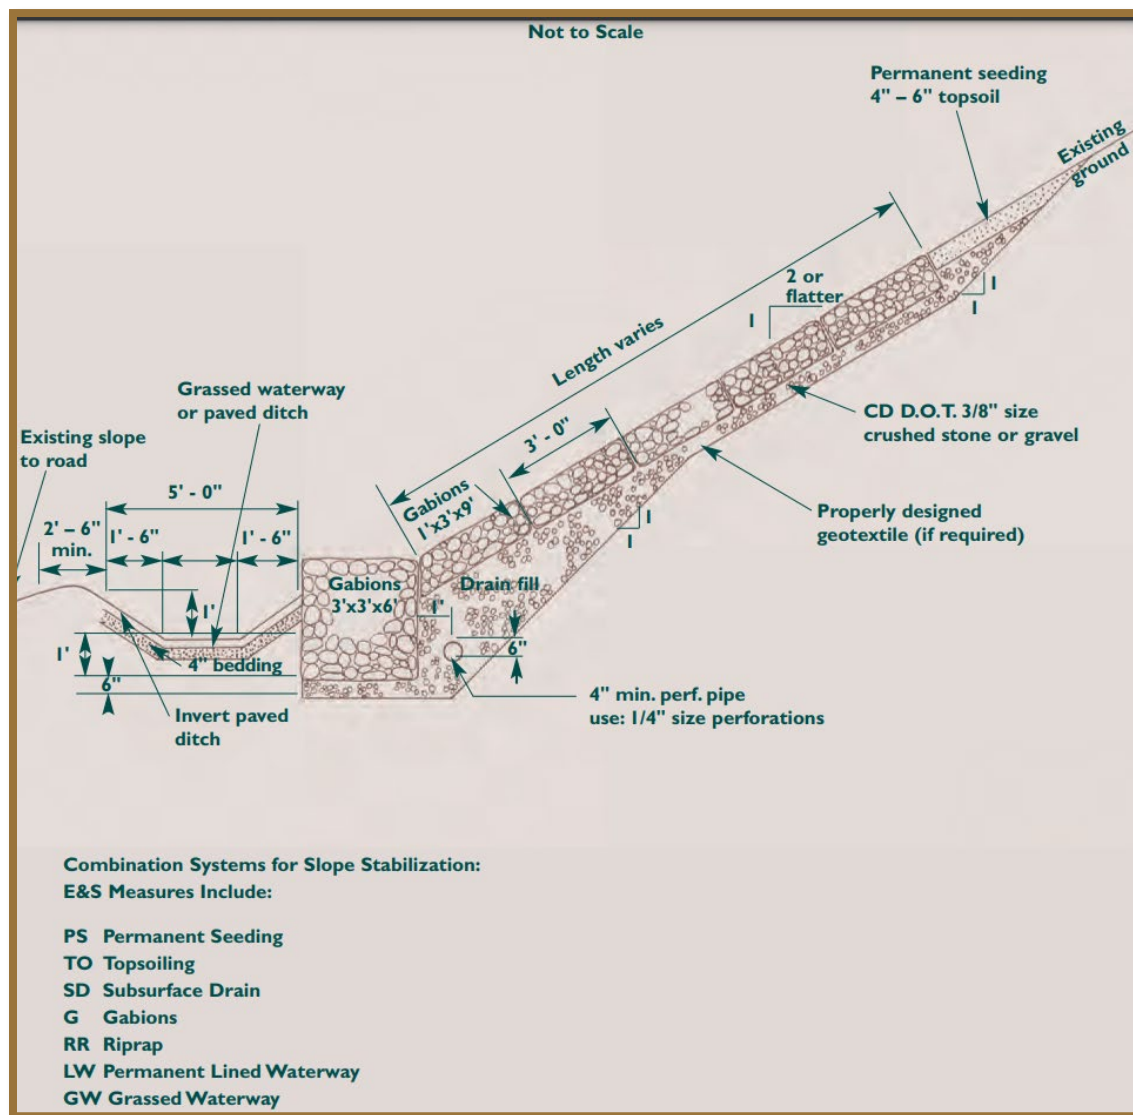 Not to Scale
Permanent seeding
4" – 6" topsoil
Existing
ground
2 or
flatter
1
1
1
Length varies
Grassed waterway
or paved ditch
CD D.O.T. 3/8" size
crushed stone or gravel
Existing slope
to road
3' - 0"
5' - 0"
Gabions
1'x3'x9'
Properly designed
geotextile (if required)
2' – 6"
min.
1' - 6"
1' - 6"
1
1
Gabions
3'x3'x6'
Drain fill
1'
1"
6"
1'
4" bedding
6"
4" min. perf. pipe
use: 1/4" size perforations
Invert paved
ditch
Combination Systems for Slope Stabilization:
E&S Measures Include:
PS Permanent Seeding
TO Topsoiling
SD Subsurface Drain
G Gabions
RR Riprap
LW Permanent Lined Waterway
GW Grassed Waterway